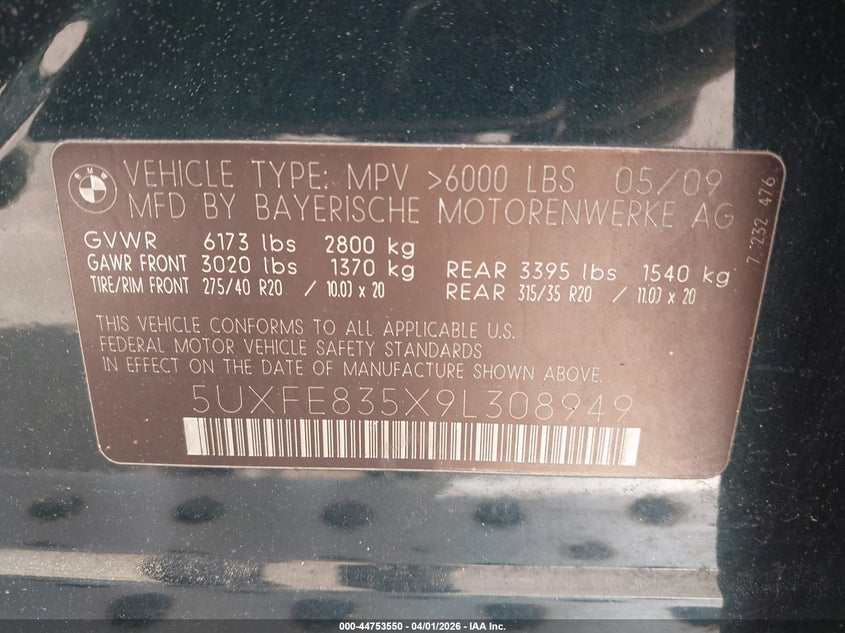 BMW
VEHICLE TYPE: MPV >6000 LBS 05/09
MFD BY BAYERISCHE MOTORENWERKE AG
GVWR 6173 lbs 2800 kg
GAWR FRONT 3020 lbs 1370 kg REAR 3395 lbs 1540 kg
TIRE/RIM FRONT 275/40 R20 / 10.0J x 20 REAR 315/35 R20 / 11.0J x 20
THIS VEHICLE CONFORMS TO ALL APPLICABLE U.S.
FEDERAL MOTOR VEHICLE SAFETY STANDARDS
IN EFFECT ON THE DATE OF MANUFACTURE SHOWN ABOVE.
5UXFE835X9L308949
7 232 476
000-44753550 - 04/01/2026 - IAA Inc.